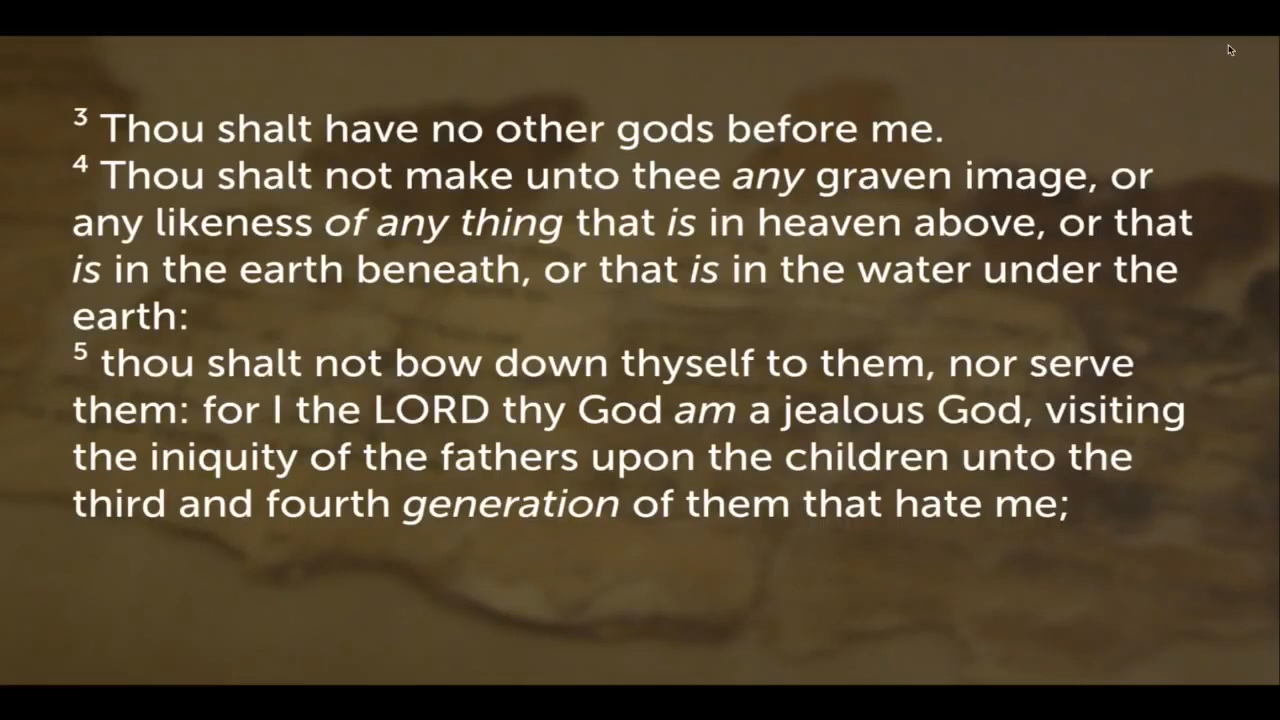 ³ Thou shalt have no other gods before me.
⁴ Thou shalt not make unto thee any graven image, or
any likeness of any thing that is in heaven above, or that
is in the earth beneath, or that is in the water under the
earth:
⁵ thou shalt not bow down thyself to them, nor serve
them: for I the LORD thy God am a jealous God, visiting
the iniquity of the fathers upon the children unto the
third and fourth generation of them that hate me;